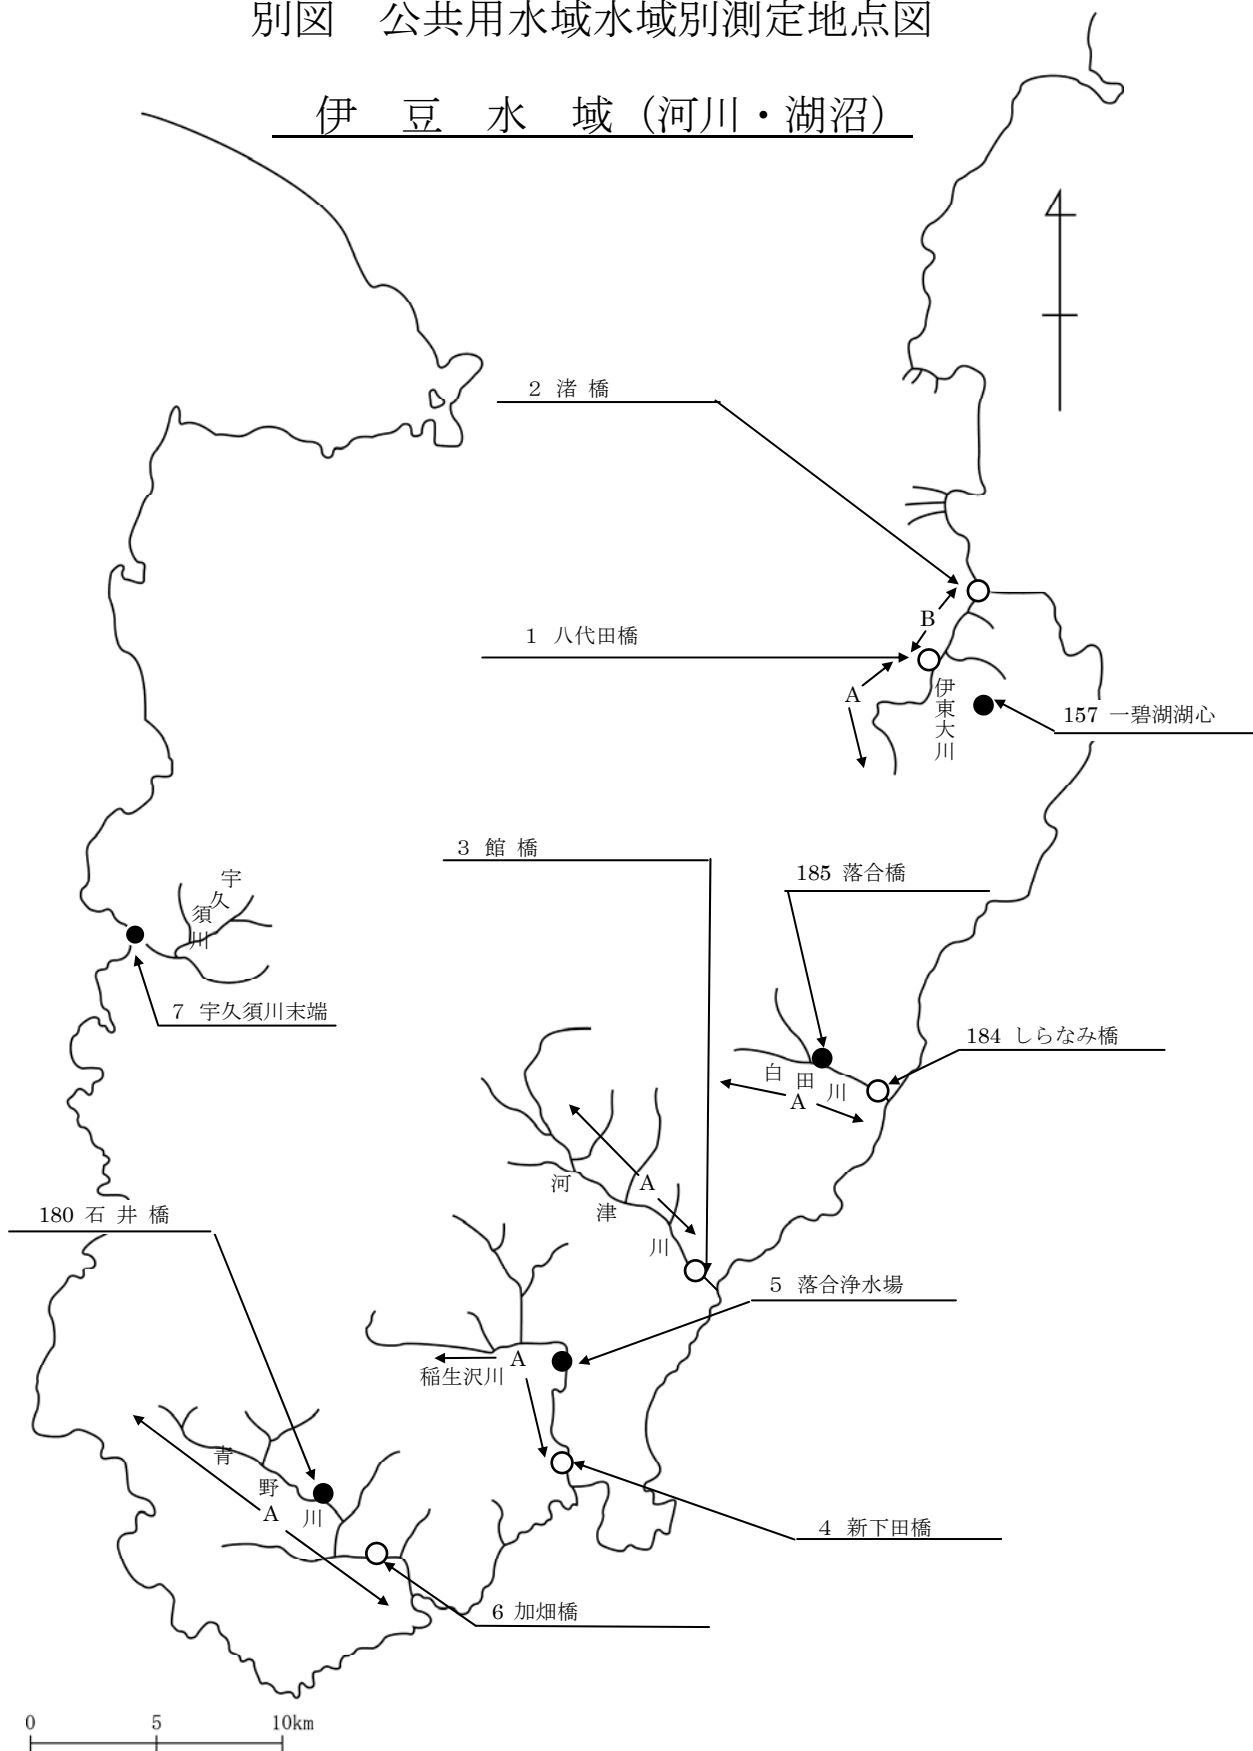 別図　公共用水域水域別測定地点図
伊　豆　水　域（河川・湖沼）
2 渚 橋
B
1 八代田橋
A
伊東大川
157 一碧湖湖心
3 館 橋
185 落合橋
宇久須川
7 宇久須川末端
184 しらなみ橋
白田川
A
河津川
A
180 石 井 橋
5 落合浄水場
A
稲生沢川
青野川
A
4 新下田橋
6 加畑橋
0 5 10km